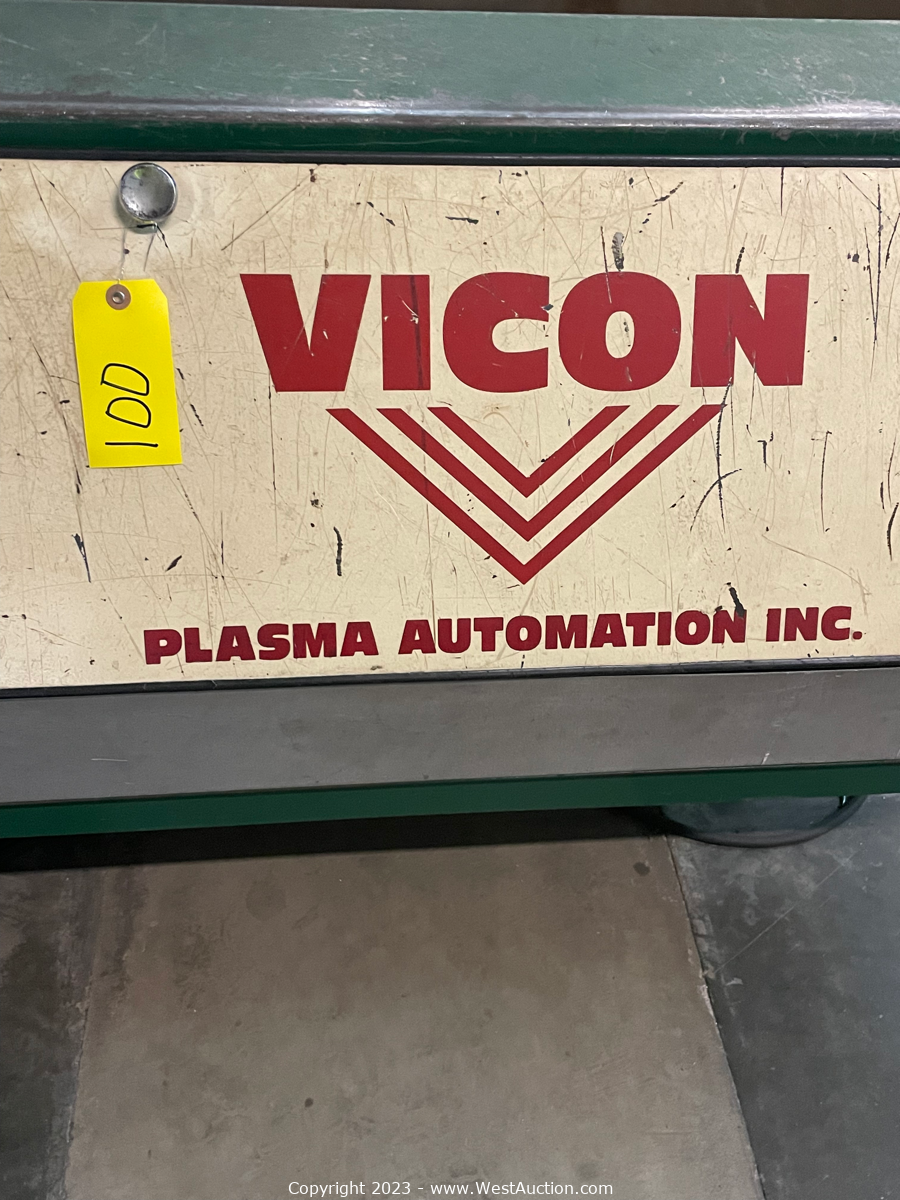 VICON
100
PLASMA AUTOMATION INC.
Copyright 2023 - www.WestAuction.com